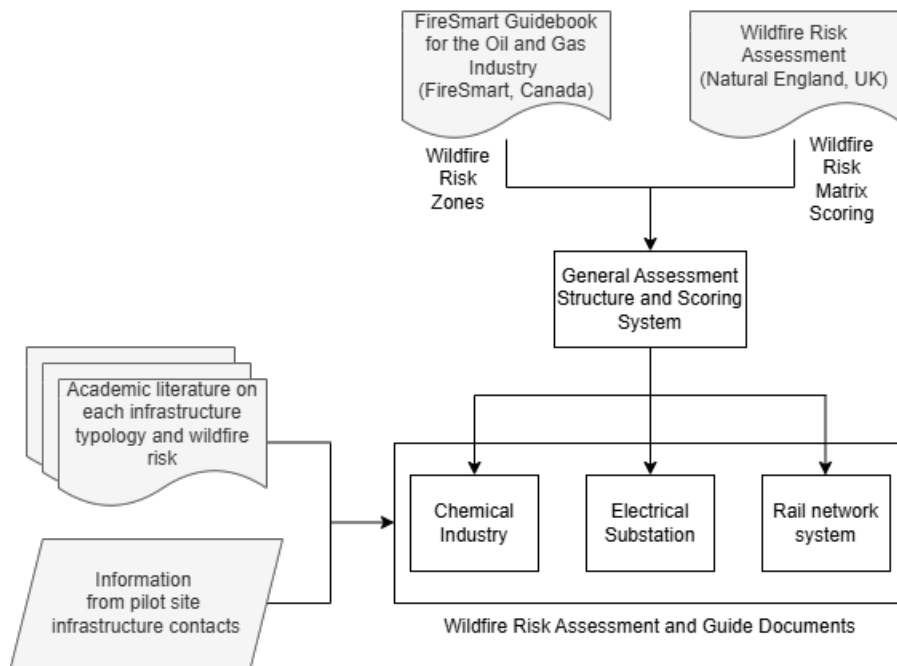 FireSmart Guidebook
for the Oil and Gas
Industry
(FireSmart, Canada)
Wildfire Risk
Assessment
(Natural England, UK)
Wildfire
Risk
Zones
Wildfire
Risk
Matrix
Scoring
General Assessment
Structure and Scoring
System
Academic literature on
each infrastructure
typology and wildfire
risk
Chemical
Industry
Electrical
Substation
Rail network
system
Information
from pilot site
infrastructure contacts
Wildfire Risk Assessment and Guide Documents